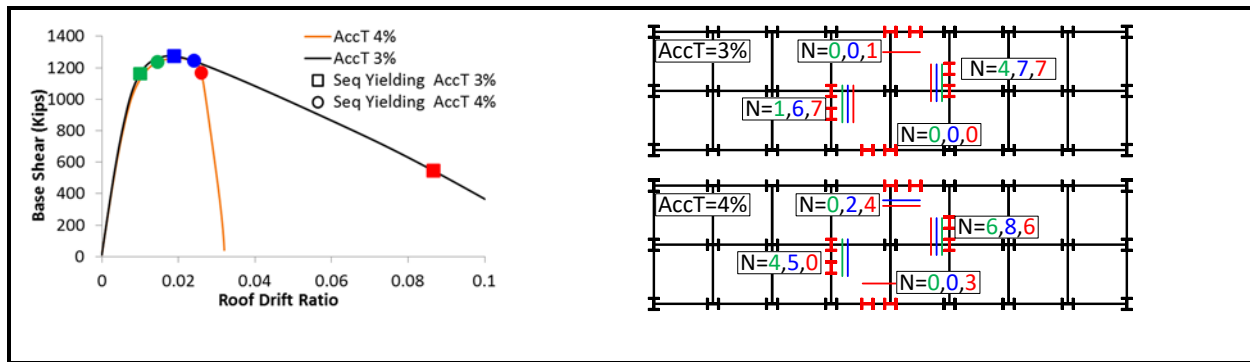 1400
1200
1000
800
600
400
200
0
Base Shear (Kips)
0
0.02
0.04
0.06
0.08
0.1
Roof Drift Ratio
AccT 4%
AccT 3%
Seq Yielding AccT 3%
Seq Yielding AccT 4%
AccT=3%
N=0,0,1
N=4,7,7
N=1,6,7
N=0,0,0
AccT=4%
N=0,2,4
N=6,8,6
N=4,5,0
N=0,0,3